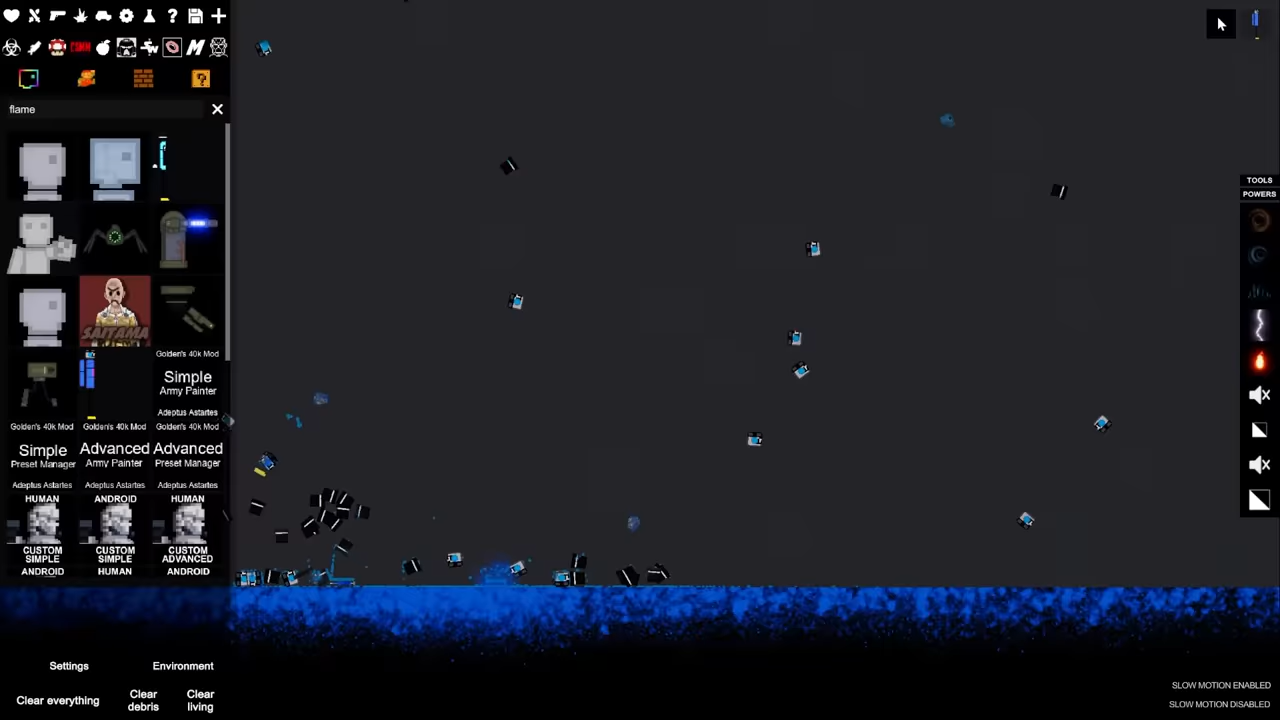 flame
SAITAMA
TOOLS
POWERS
Golden's 40k Mod
Simple
Army Painter
Adeptus Astartes
Golden's 40k Mod
Golden's 40k Mod
Golden's 40k Mod
Simple
Preset Manager
Advanced
Army Painter
Advanced
Preset Manager
Adeptus Astartes
Adeptus Astartes
Adeptus Astartes
HUMAN
ANDROID
HUMAN
CUSTOM
SIMPLE
CUSTOM
SIMPLE
CUSTOM
ADVANCED
ANDROID
HUMAN
ANDROID
Settings
Environment
Clear everything
Clear
debris
Clear
living
SLOW MOTION ENABLED
SLOW MOTION DISABLED